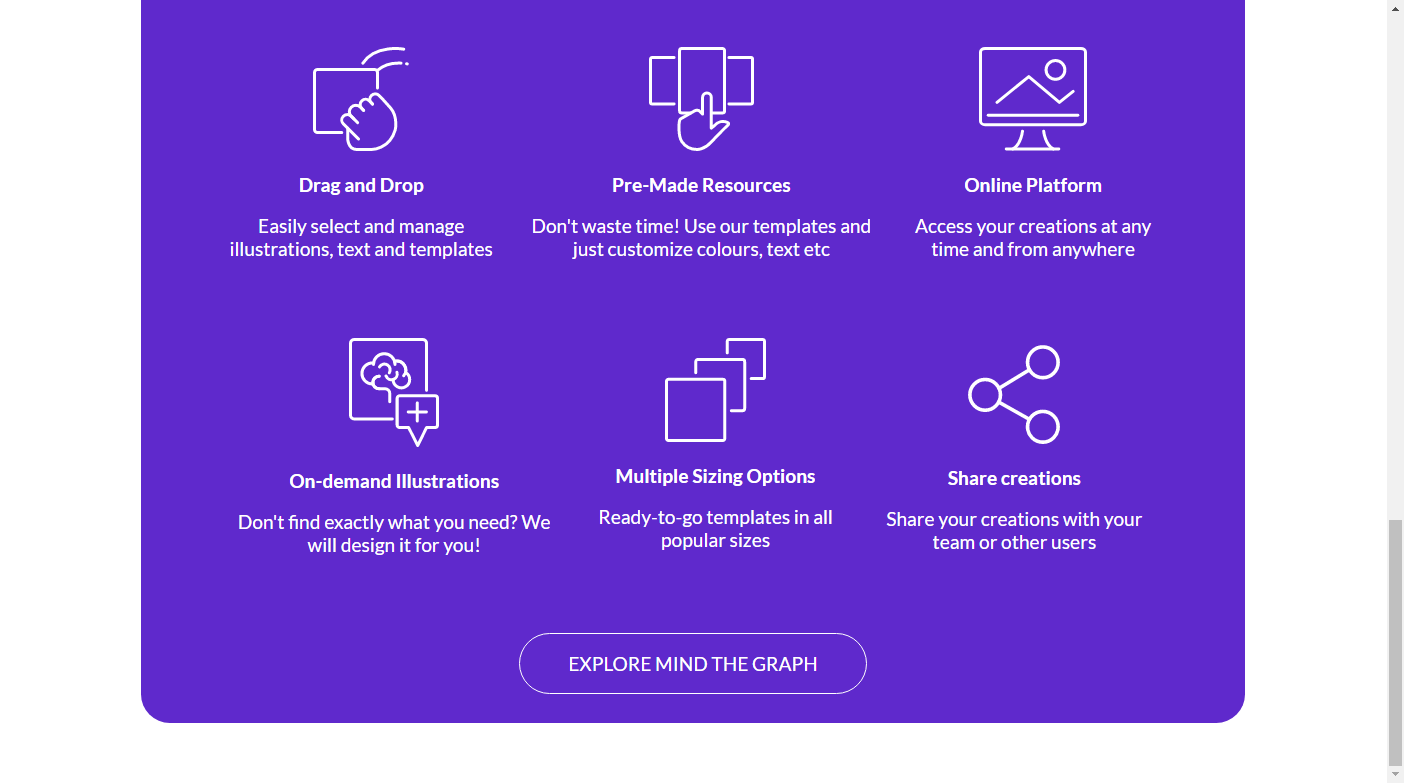 Drag and Drop
Easily select and manage
illustrations, text and templates
Pre-Made Resources
Don't waste time! Use our templates and
just customize colours, text etc
Online Platform
Access your creations at any
time and from anywhere
On-demand Illustrations
Don't find exactly what you need? We
will design it for you!
Multiple Sizing Options
Ready-to-go templates in all
popular sizes
Share creations
Share your creations with your
team or other users
EXPLORE MIND THE GRAPH